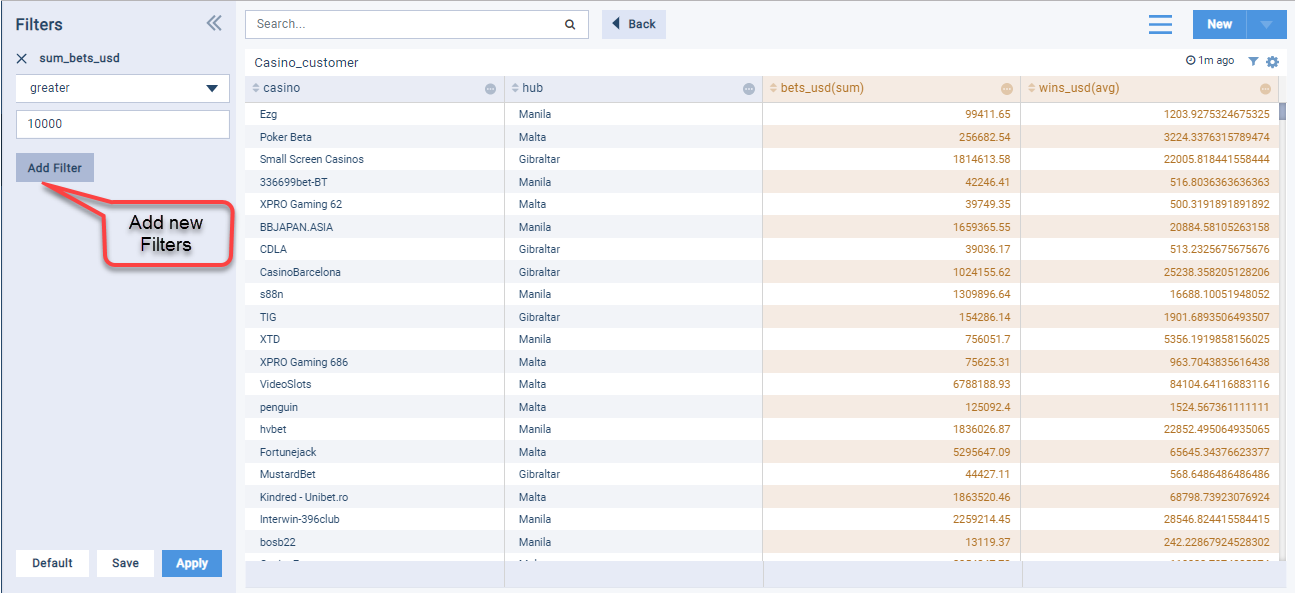 Filters
sum_bets_usd
greater
10000
Add Filter
Add new
Filters
Default Save Apply
Search... Back New
Casino_customer 1m ago
casino hub bets_usd(sum) wins_usd(avg)
Ezg Manila 99411.65 1203.9275324675325
Poker Beta Malta 256682.54 3224.3376315789474
Small Screen Casinos Gibraltar 1814613.58 22005.818441558444
336699bet-BT Manila 42246.41 516.8036363636363
XPRO Gaming 62 Malta 39749.35 500.3191891891892
BBJAPAN.ASIA Manila 1659365.55 20884.58105263158
CDLA Gibraltar 39036.17 513.2325675675676
CasinoBarcelona Gibraltar 1024155.62 25238.358205128206
s88n Manila 1309896.64 16688.10051948052
TIG Gibraltar 154286.14 1901.6893506493507
XTD Manila 756051.7 5356.1919858156025
XPRO Gaming 686 Malta 75625.31 963.7043835616438
VideoSlots Malta 6788188.93 84104.64116883116
penguin Malta 125092.4 1524.567361111111
hvbet Manila 1836026.87 22852.495064935065
Fortunejack Malta 5295647.09 65645.34376623377
MustardBet Gibraltar 44427.11 568.6486486486486
Kindred - Unibet.ro Malta 1863520.46 68798.73923076924
Interwin-396club Manila 2259214.45 28546.824415584415
bosb22 Manila 13119.37 242.22867924528302